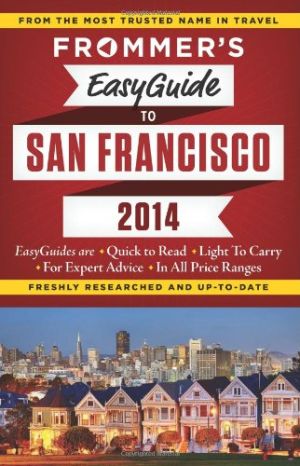 FROM THE MOST TRUSTED NAME IN TRAVEL
FROMMER'S
EasyGuide
TO
SAN FRANCISCO
2014
EasyGuides are ✦ Quick to Read ✦ Light To Carry
✦ For Expert Advice ✦ In All Price Ranges
FRESHLY RESEARCHED AND UP-TO-DATE